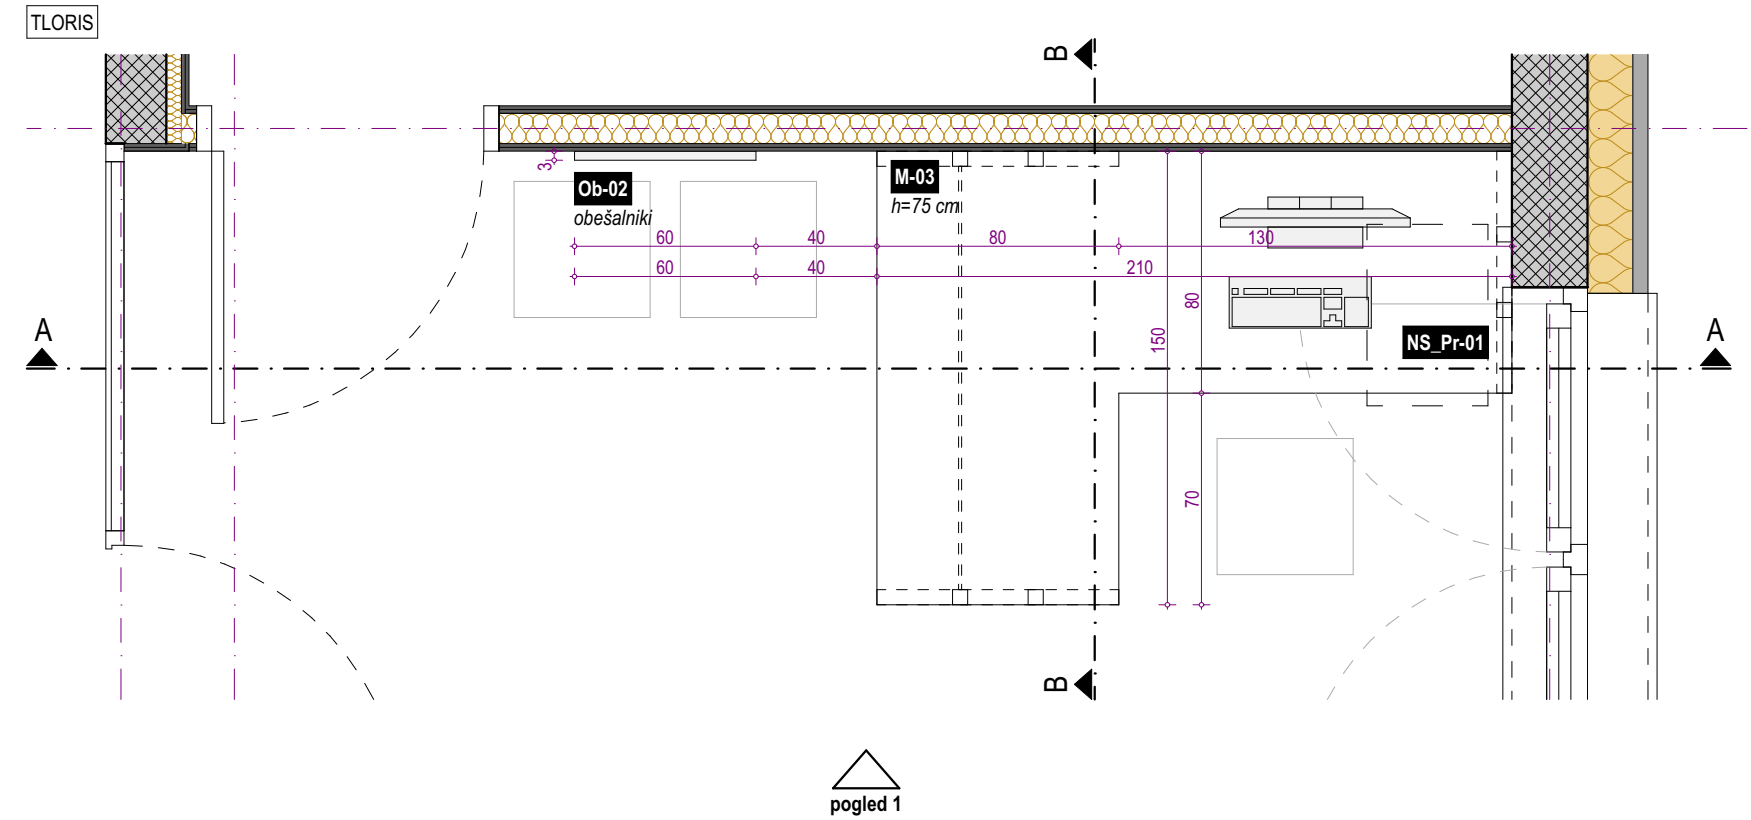 TLORIS
B
3
Ob-02
obešalniki
M-03
h=75 cm
60 40 80 130
60 40 210
80
150
NS_Pr-01
A
A
70
B
pogled 1